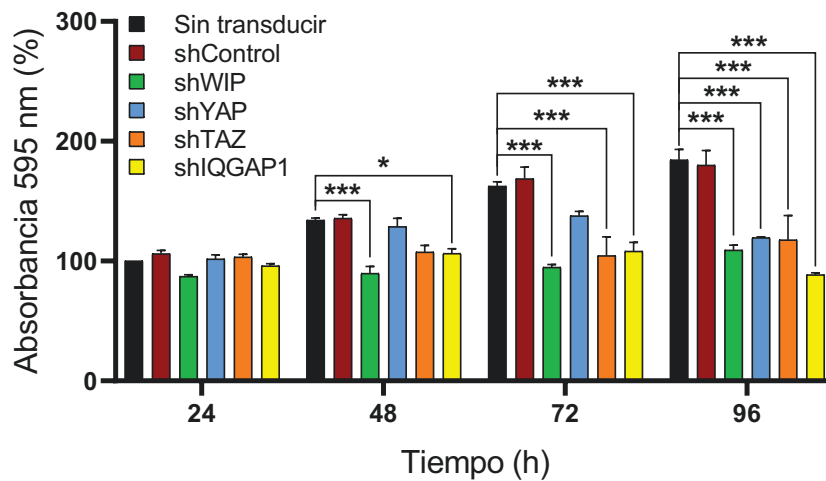 Absorbancia 595 nm (%)
300
200
100
0
Sin transducir
shControl
shWIP
shYAP
shTAZ
shIQGAP1
*
***
***
***
***
***
***
***
***
24
48
72
96
Tiempo (h)